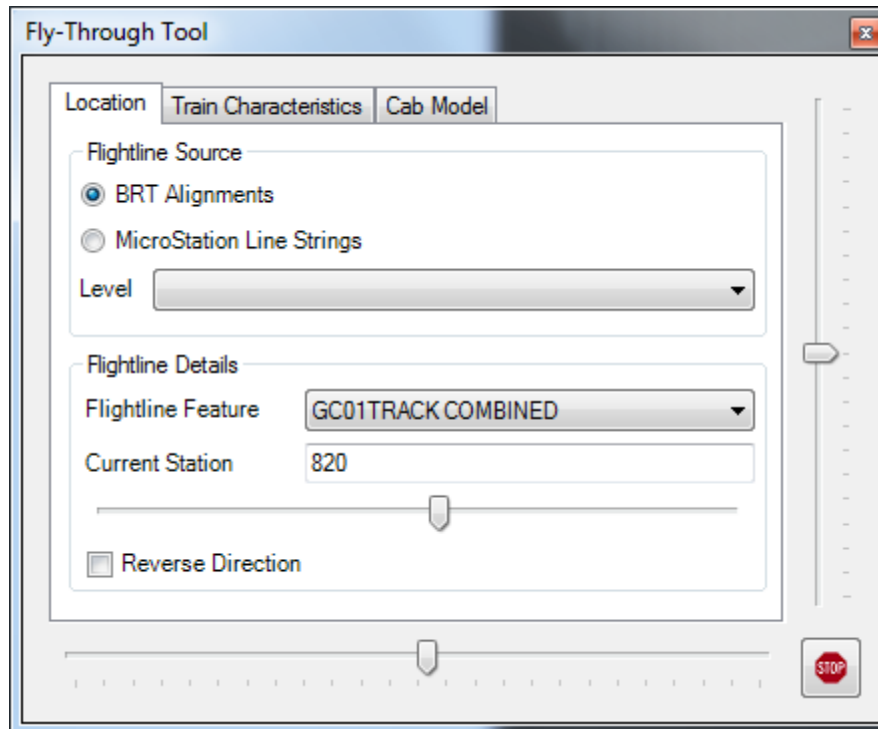 Fly-Through Tool
Location Train Characteristics Cab Model
Flightline Source
BRT Alignments
MicroStation Line Strings
Level
Flightline Details
Flightline Feature GC01TRACK COMBINED
Current Station 820
Reverse Direction
STOP